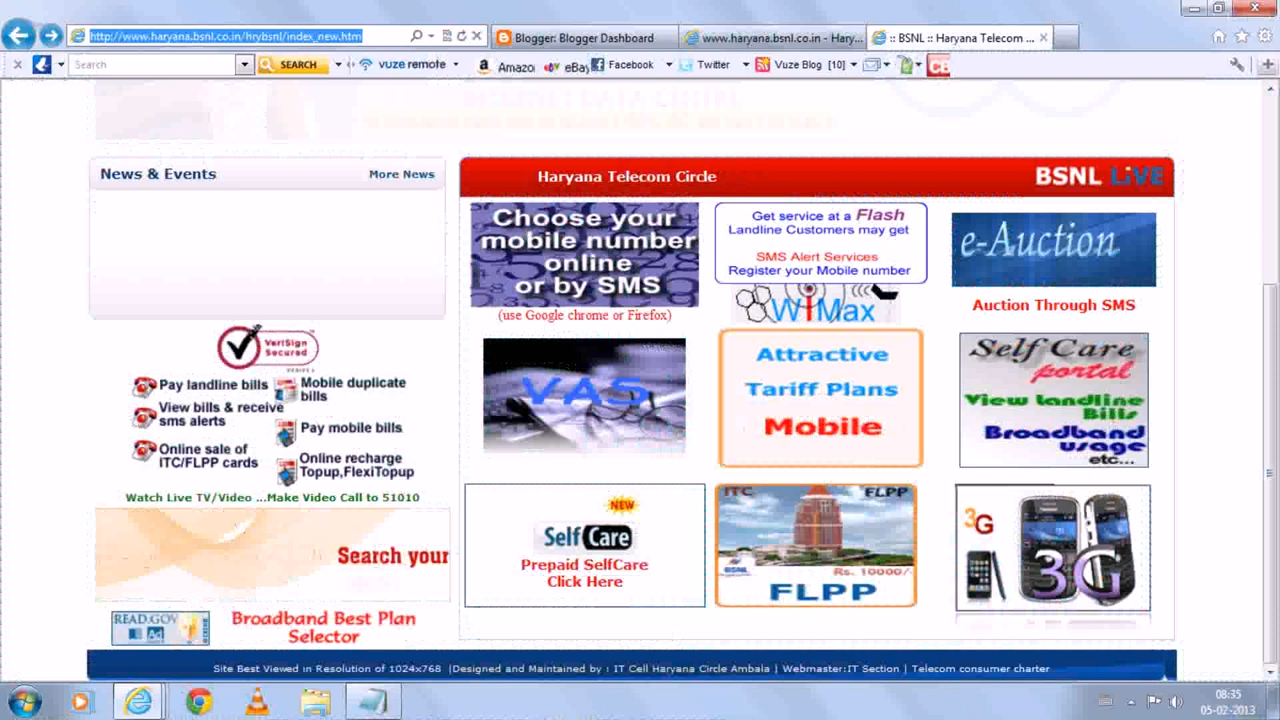 http://www.haryana.bsnl.co.in/hrybsnl/index_new.htm
Blogger: Blogger Dashboard
www.haryana.bsnl.co.in - Hary...
:: BSNL :: Haryana Telecom ...
Search
SEARCH
vuze remote
Amazo
eBay
Facebook
Twitter
Vuze Blog [10]
News & Events
More News
Haryana Telecom Circle
BSNL LiVE
Choose your
mobile number
online
or by SMS
(use Google chrome or Firefox)
Get service at a Flash
Landline Customers may get
SMS Alert Services
Register your Mobile number
WiMax
e-Auction
Auction Through SMS
VeriSign
Secured
Pay landline bills
View bills & receive
sms alerts
Online sale of
ITC/FLPP cards
Mobile duplicate
bills
Pay mobile bills
Online recharge
Topup,FlexiTopup
VAS
Attractive
Tariff Plans
Mobile
Self Care
portal
View landline
Bills
Broadband
usage
etc...
Watch Live TV/Video ...Make Video Call to 51010
Search your
NEW
SelfCare
Prepaid SelfCare
Click Here
ITC FLPP
BSNL
Rs. 10000/-
FLPP
3G
3G
READ.GOV
Broadband Best Plan
Selector
Site Best Viewed in Resolution of 1024x768 |Designed and Maintained by : IT Cell Haryana Circle Ambala | Webmaster:IT Section | Telecom consumer charter
08:35
05-02-2013